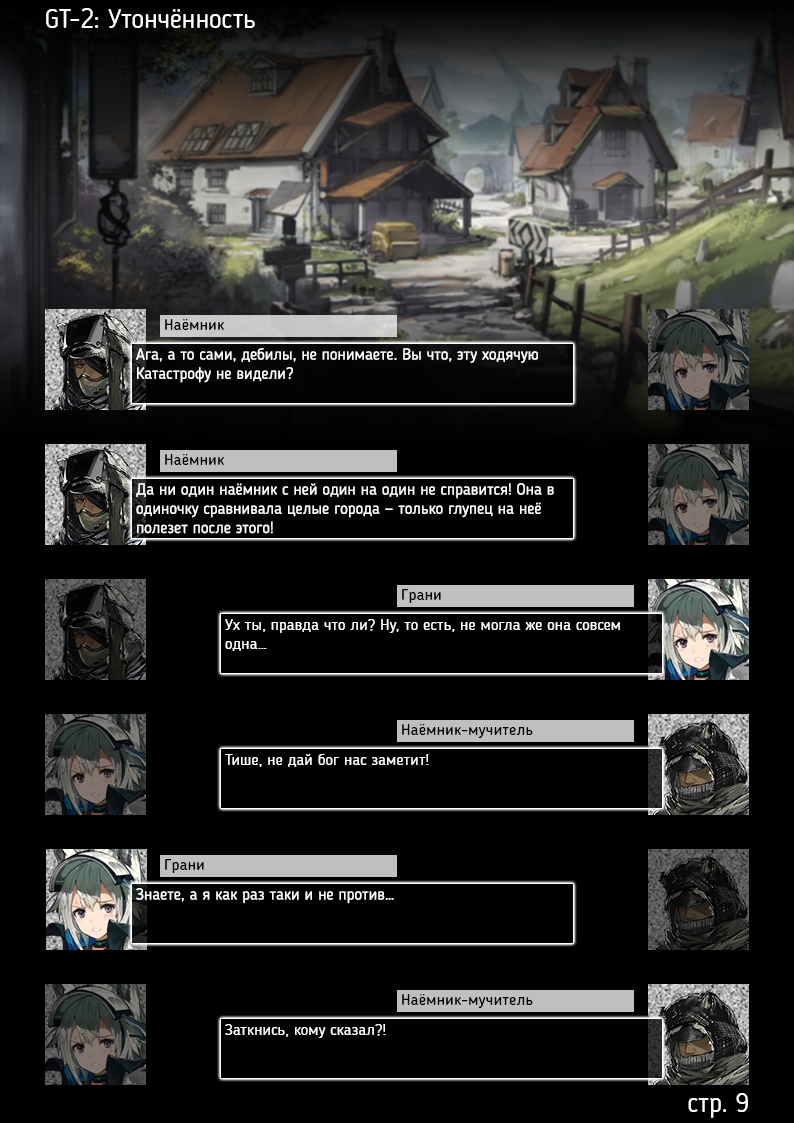 GT-2: Утончённость
Наёмник
Ага, а то сами, дебилы, не понимаете. Вы что, эту ходячую
Катастрофу не видели?
Наёмник
Да ни один наёмник с ней один на один не справится! Она в
одиночку сравнивала целые города – только глупец на неё
полезет после этого!
Грани
Ух ты, правда что ли? Ну, то есть, не могла же она совсем
одна...
Наёмник-мучитель
Тише, не дай бог нас заметит!
Грани
Знаете, а я как раз таки и не против...
Наёмник-мучитель
Заткнись, кому сказал?!
стр. 9